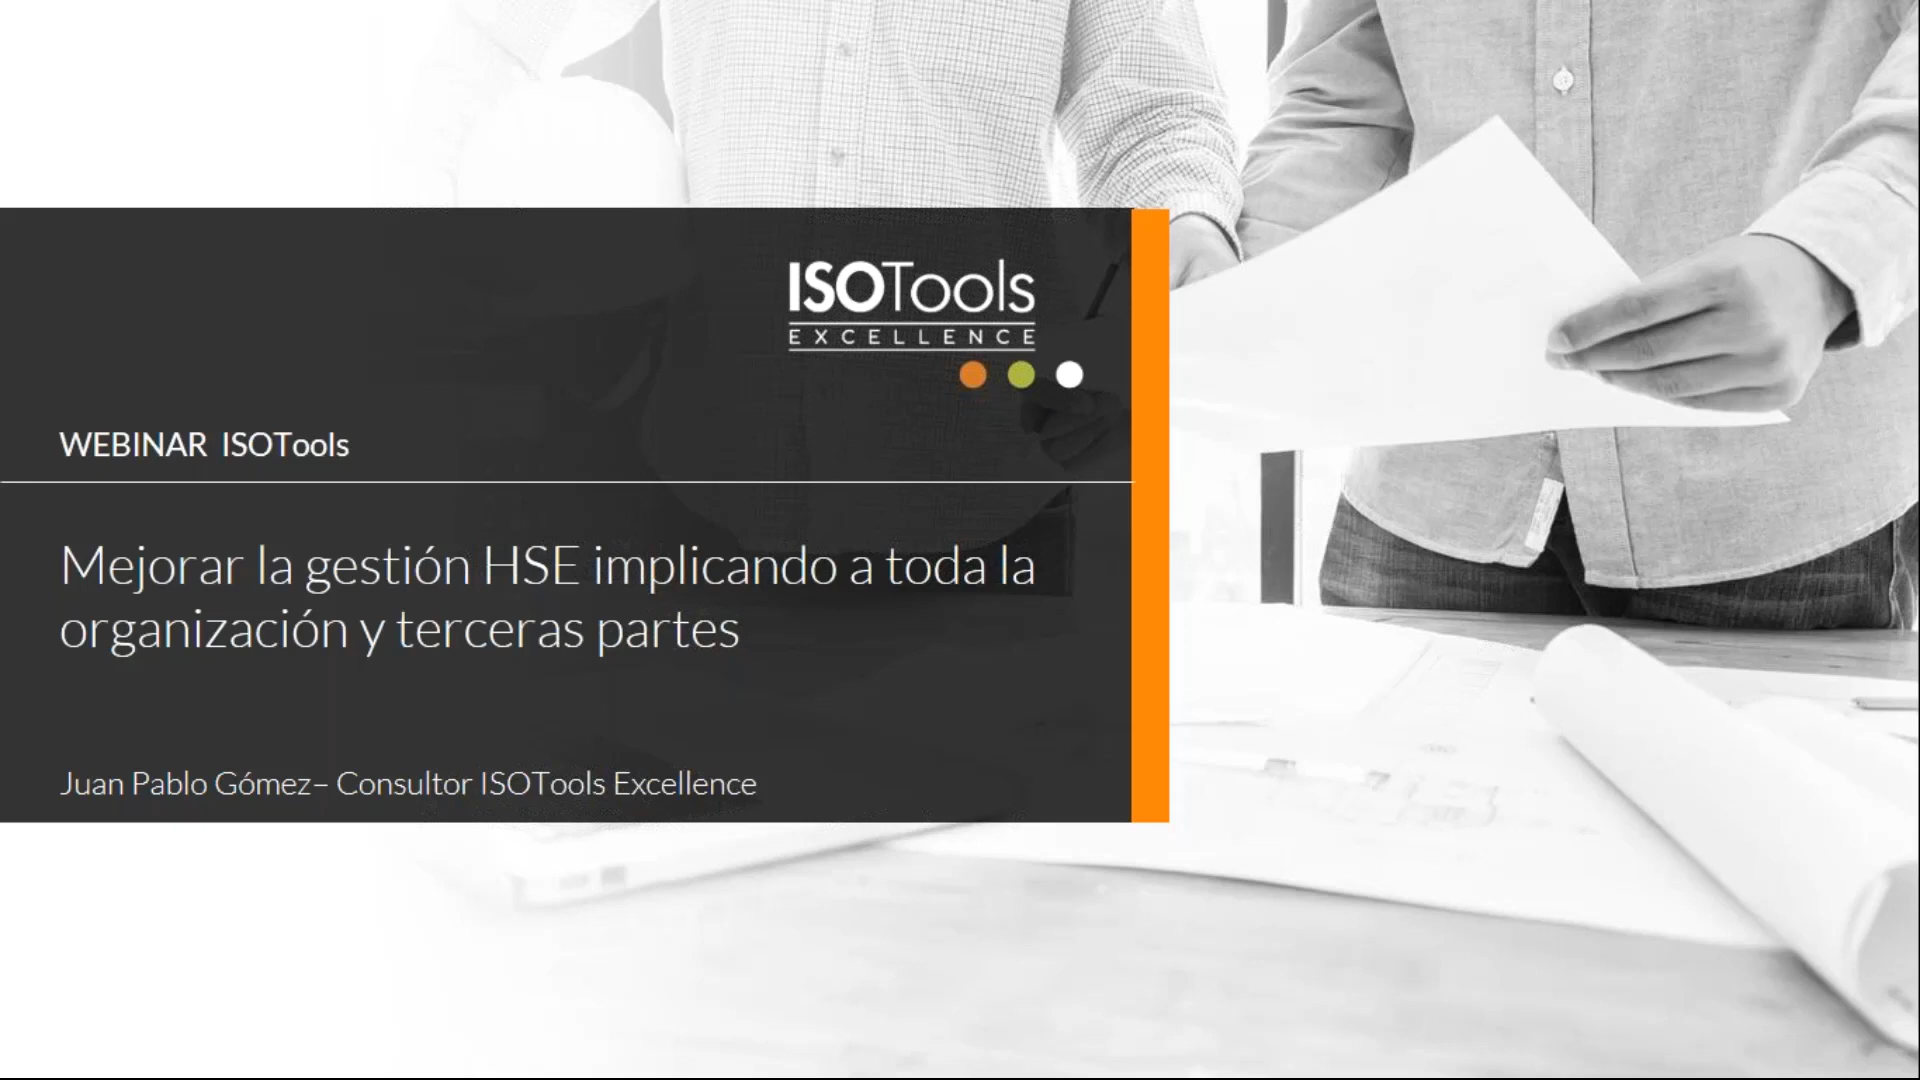 ISOTools
EXCELLENCE
WEBINAR ISOTools
Mejorar la gestión HSE implicando a toda la
organización y terceras partes
Juan Pablo Gómez– Consultor ISOTools Excellence